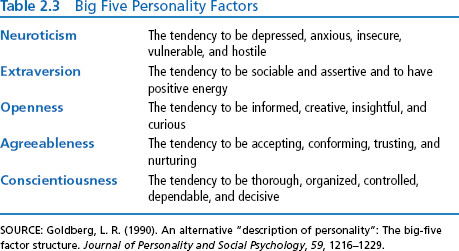 Table 2.3 Big Five Personality Factors
Neuroticism The tendency to be depressed, anxious, insecure,
vulnerable, and hostile
Extraversion The tendency to be sociable and assertive and to have
positive energy
Openness The tendency to be informed, creative, insightful, and
curious
Agreeableness The tendency to be accepting, conforming, trusting, and
nurturing
Conscientiousness The tendency to be thorough, organized, controlled,
dependable, and decisive
SOURCE: Goldberg, L. R. (1990). An alternative "description of personality": The big-five
factor structure. Journal of Personality and Social Psychology, 59, 1216–1229.